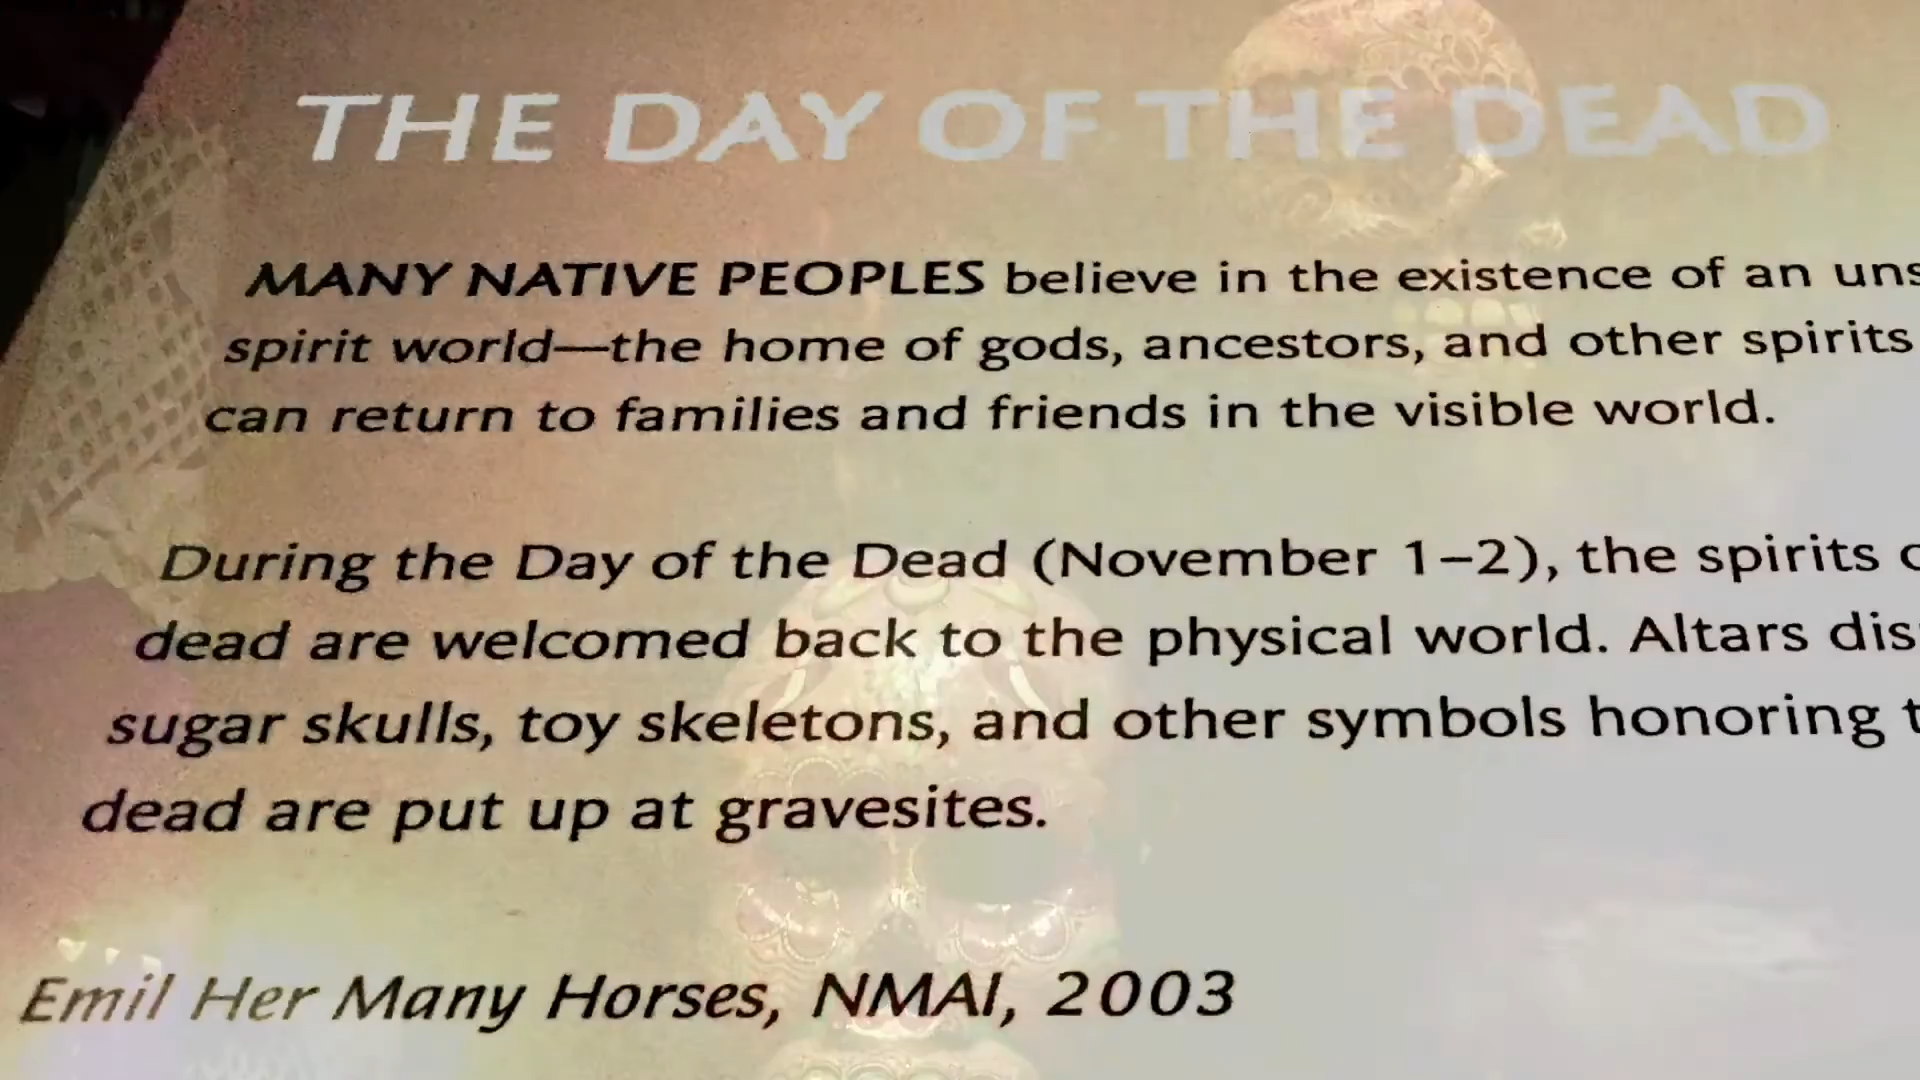 THE DAY OF THE DEAD
MANY NATIVE PEOPLES believe in the existence of an
spirit world—the home of gods, ancestors, and other spirits
can return to families and friends in the visible world.
During the Day of the Dead (November 1–2), the spirits
dead are welcomed back to the physical world. Altars
sugar skulls, toy skeletons, and other symbols honoring
dead are put up at gravesites.
Emil Her Many Horses, NMAI, 2003